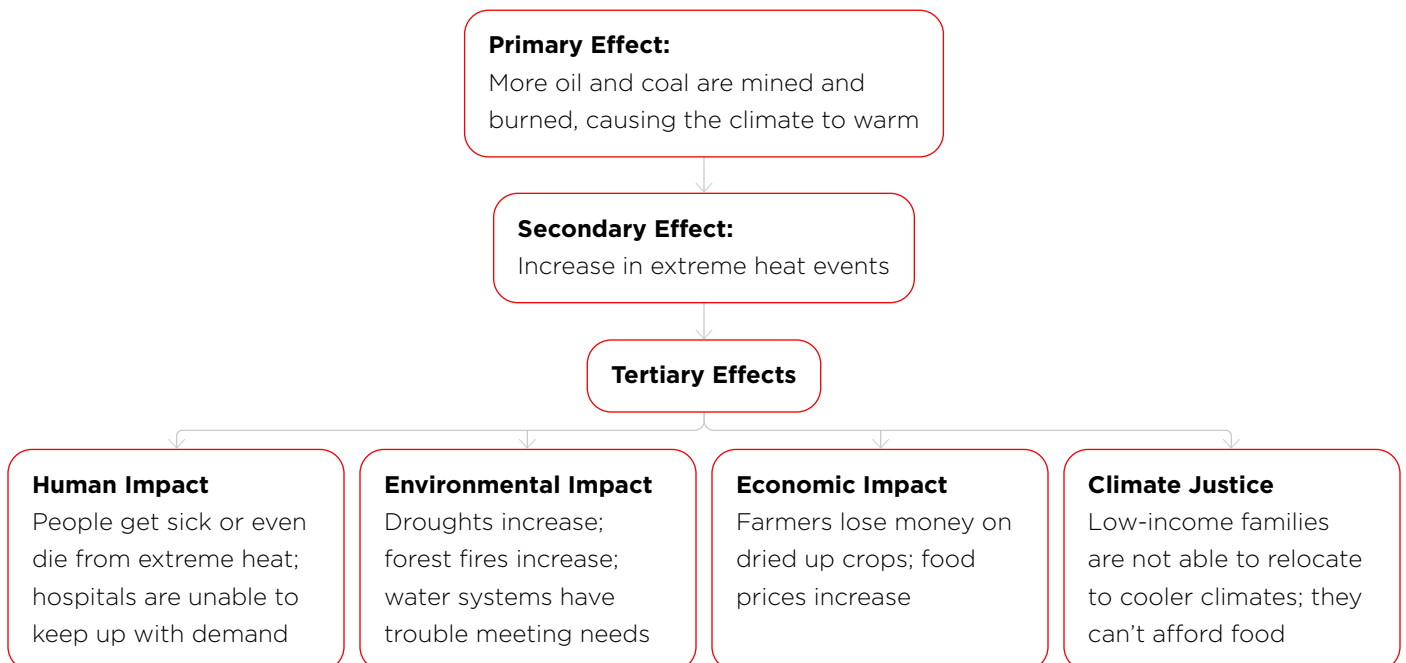 Primary Effect:
More oil and coal are mined and
burned, causing the climate to warm
Secondary Effect:
Increase in extreme heat events
Tertiary Effects
Human Impact
People get sick or even
die from extreme heat;
hospitals are unable to
keep up with demand
Environmental Impact
Droughts increase;
forest fires increase;
water systems have
trouble meeting needs
Economic Impact
Farmers lose money on
dried up crops; food
prices increase
Climate Justice
Low-income families
are not able to relocate
to cooler climates; they
can't afford food